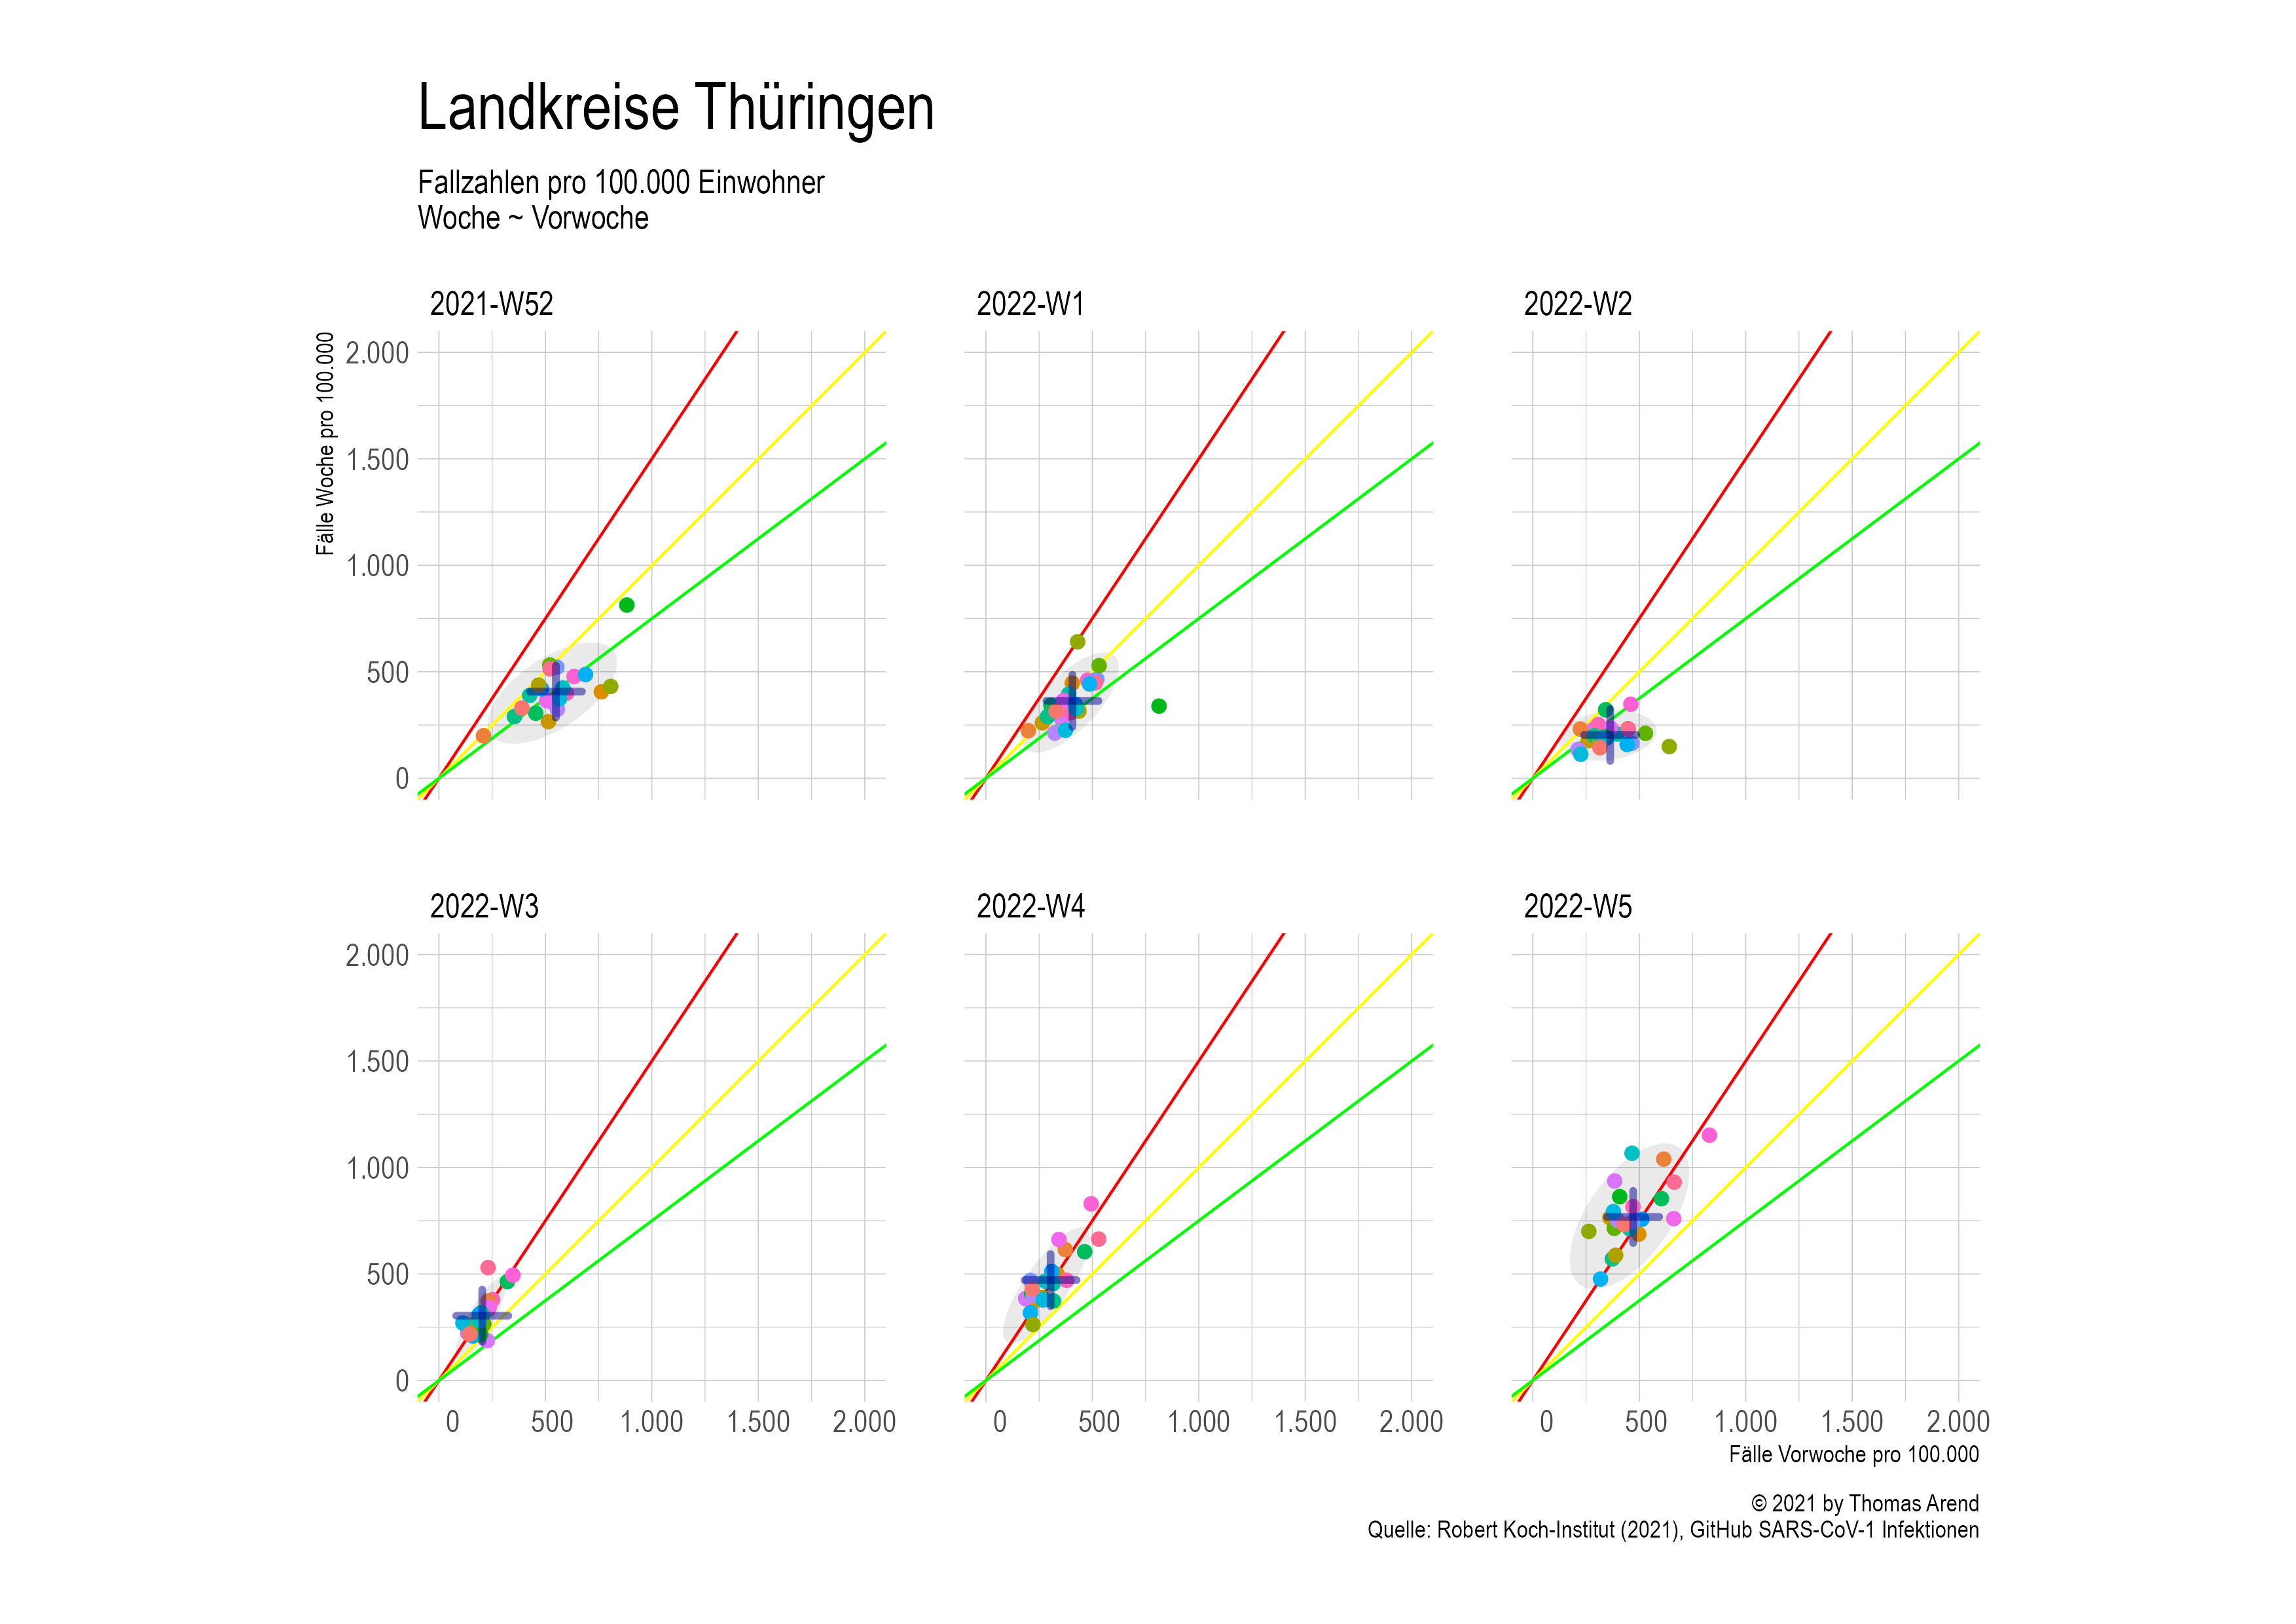 Landkreise Thüringen
Fallzahlen pro 100.000 Einwohner
Woche ~ Vorwoche
2021-W52
2022-W1
2022-W2
Fälle Woche pro 100.000
2.000
1.500
1.000
500
0
2022-W3
2022-W4
2022-W5
2.000
1.500
1.000
500
0
0 500 1.000 1.500 2.000
0 500 1.000 1.500 2.000
0 500 1.000 1.500 2.000
Fälle Vorwoche pro 100.000
© 2021 by Thomas Arend
Quelle: Robert Koch-Institut (2021), GitHub SARS-CoV-1 Infektionen